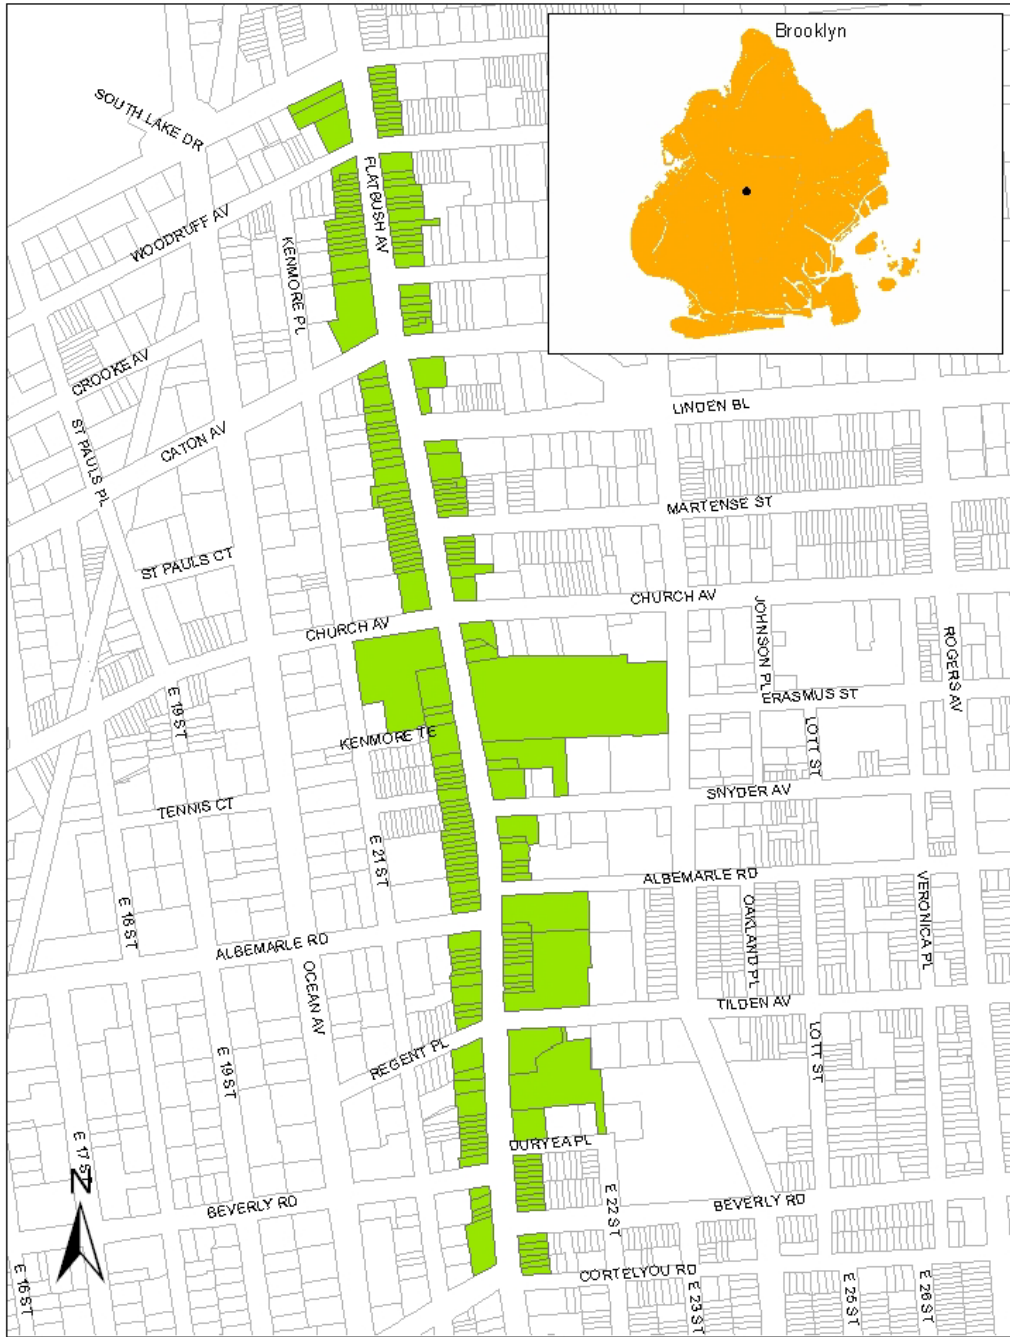 Brooklyn
SOUTH LAKE DR
FLATBUSH AV
WOODRUFF AV
KENMORE PL
CROOKE AV
LINDEN BL
CATON AV
ST PAULS PL
MARTENSE ST
ST PAULS CT
CHURCH AV
CHURCH AV
JOHNSON PL
ROGERS AV
E 19 ST
ERASMUS ST
KENMORE TE
LOTT ST
SNYDER AV
TENNIS CT
E 21 ST
ALBEMARLE RD
E 18 ST
OAKLAND PL
VERONICA PL
ALBEMARLE RD
OCEAN AV
TILDEN AV
REGENT PL
LOTT ST
E 19 ST
E 17 ST
DURYEA PL
N
BEVERLY RD
E 22 ST
BEVERLY RD
E 16 ST
CORTELYOU RD
E 23 ST
E 25 ST
E 26 ST